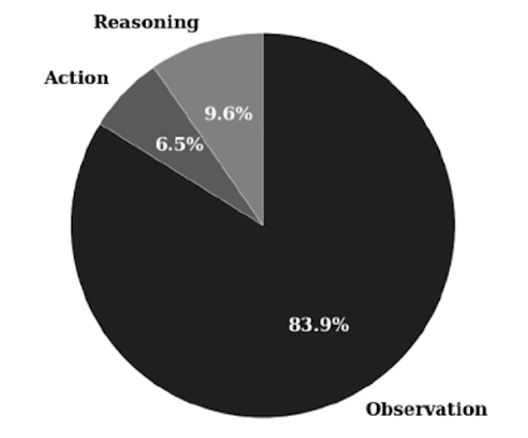 Reasoning
Action
9.6%
6.5%
83.9%
Observation